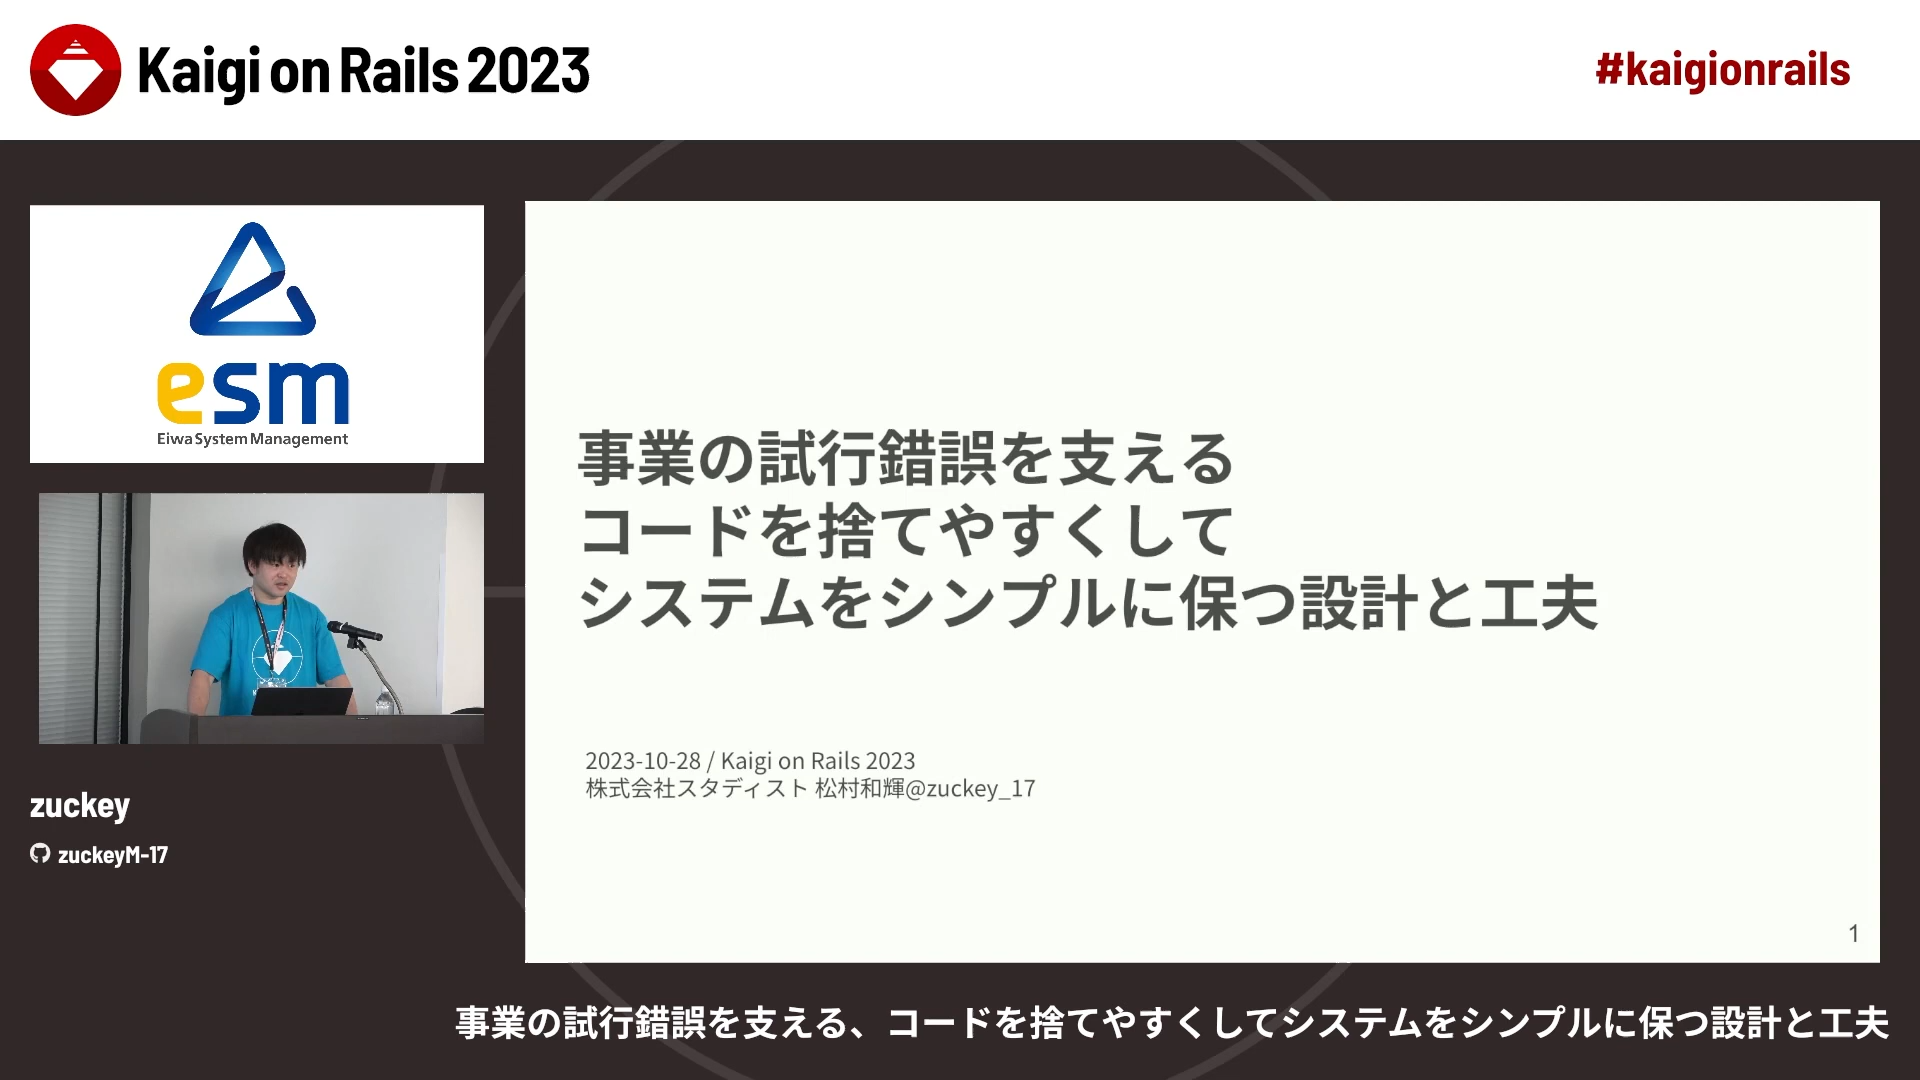 Kaigi on Rails 2023
#kaigionrails
esm
Eiwa System Management
事業の試行錯誤を支える
コードを捨てやすくして
システムをシンプルに保つ設計と工夫
2023-10-28 / Kaigi on Rails 2023
株式会社スタディスト 松村和輝@zuckey_17
1
zuckey
zuckeyM-17
事業の試行錯誤を支える、コードを捨てやすくしてシステムをシンプルに保つ設計と工夫